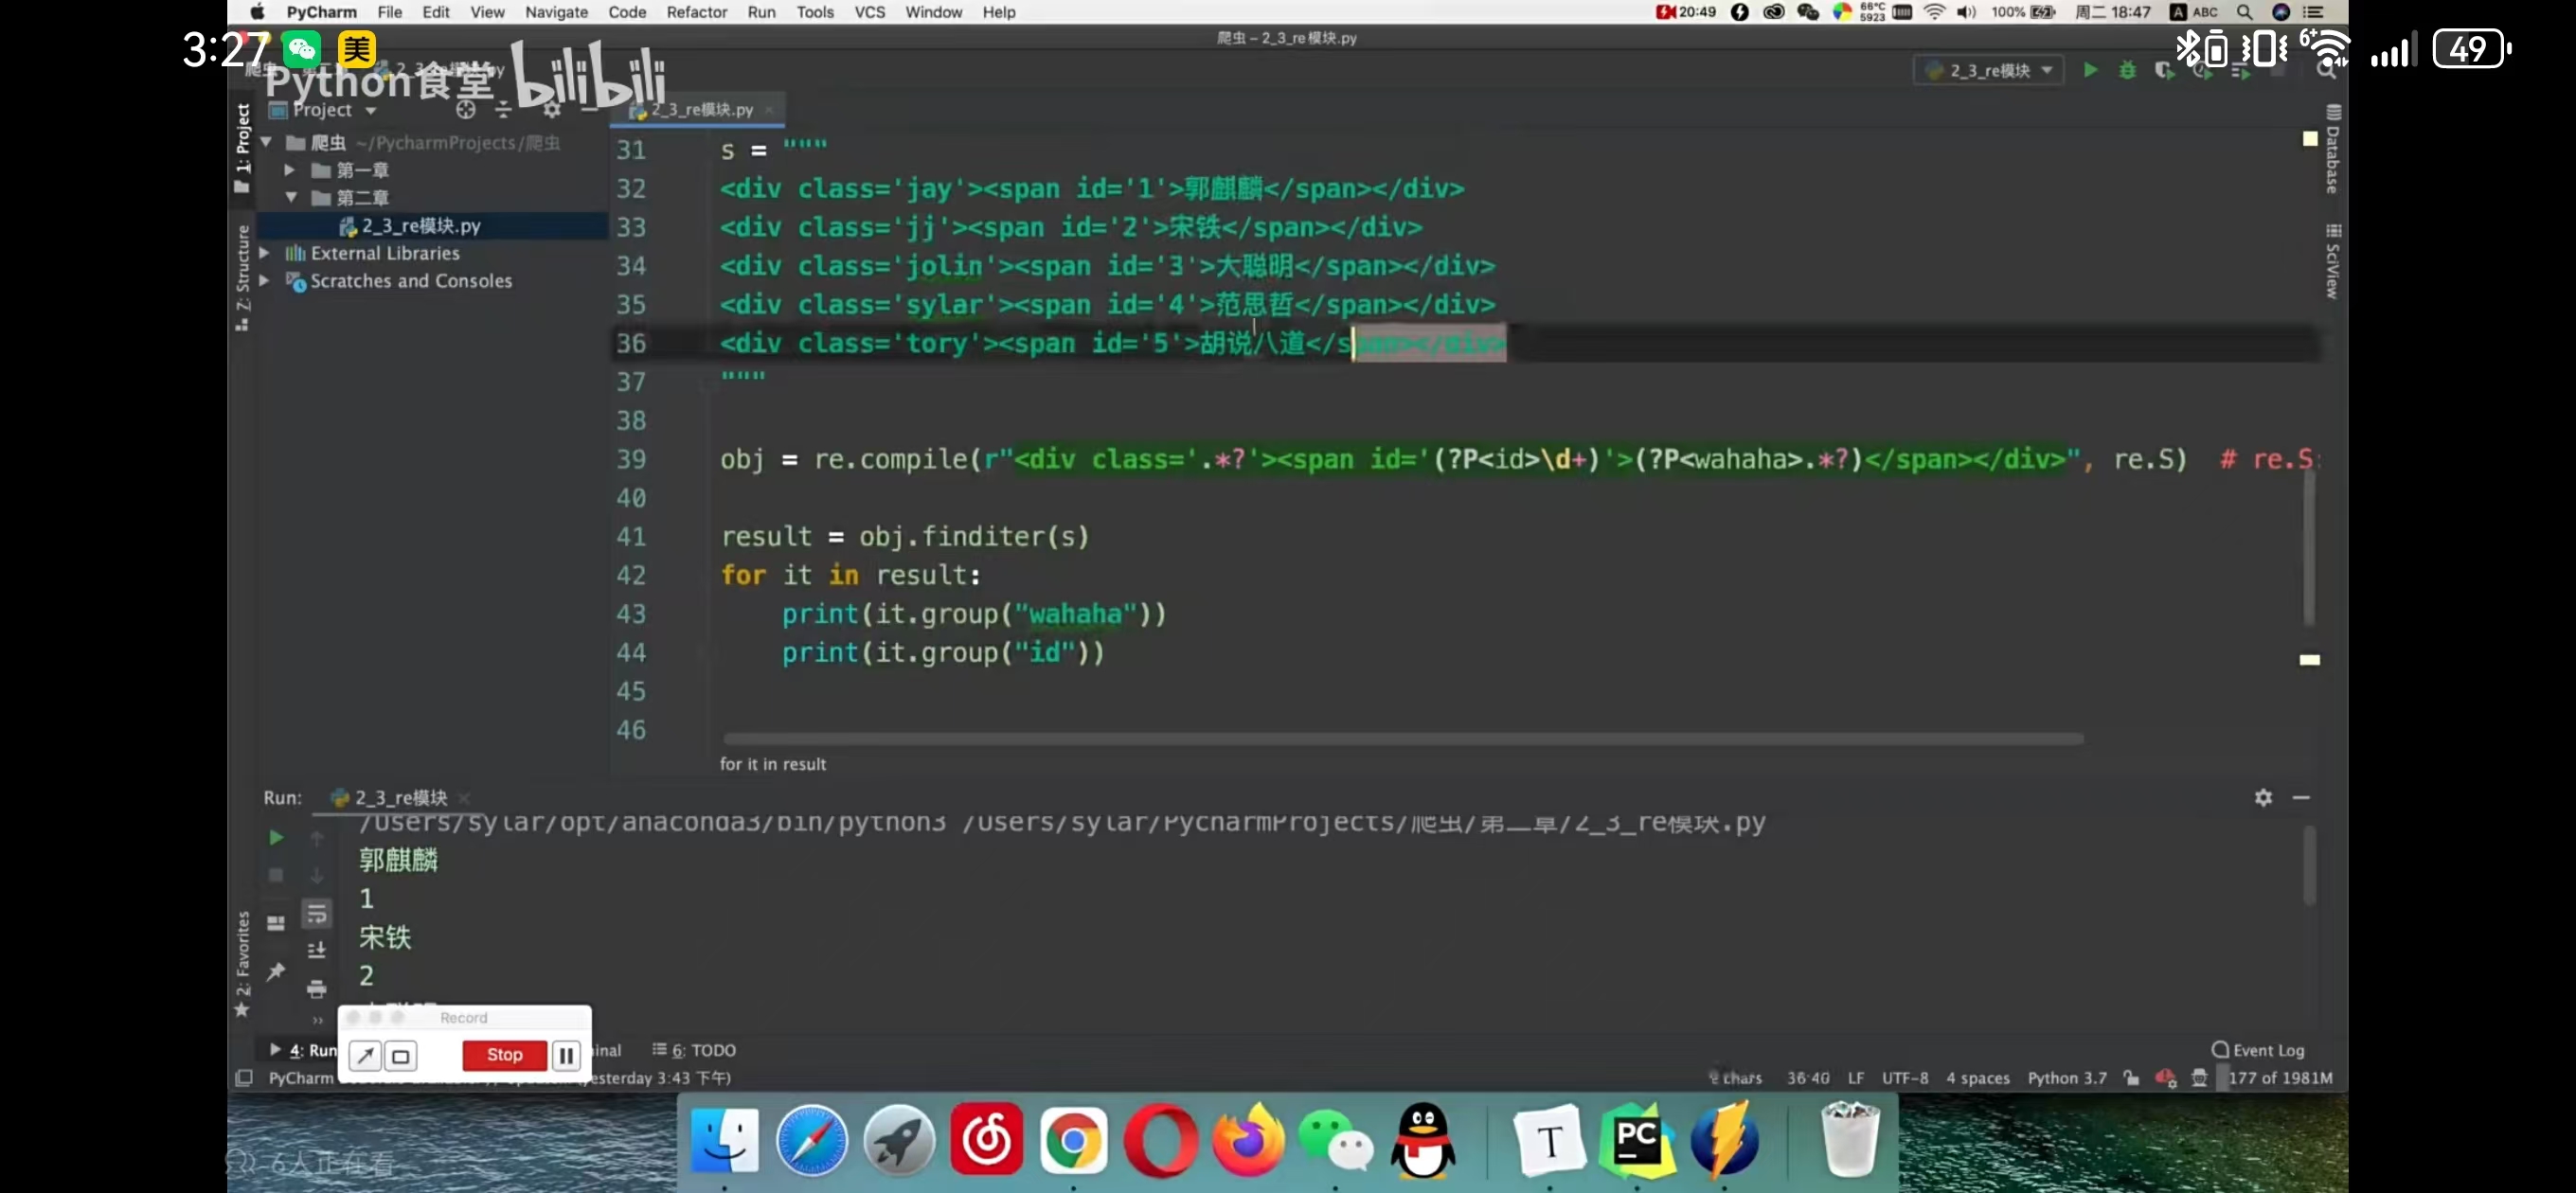 PyCharm File Edit View Navigate Code Refactor Run Tools VCS Window Help
20:49 66°C 5923 100% 周二 18:47 A ABC
3:27 美 爬虫 – 2_3_re模块.py 6+ 49
Python食堂 bilibili 2_3_re模块
Project 2_3_re模块.py
1: Project
爬虫 ~/PycharmProjects/爬虫
第一章
第二章
2_3_re模块.py
External Libraries
Scratches and Consoles
Z: Structure
31 s = """
32 <div class='jay'><span id='1'>郭麒麟</span></div>
33 <div class='jj'><span id='2'>宋铁</span></div>
34 <div class='jolin'><span id='3'>大聪明</span></div>
35 <div class='sylar'><span id='4'>范思哲</span></div>
36 <div class='tory'><span id='5'>胡说八道</span></div>
37 """
38
39 obj = re.compile(r"<div class='.*?'><span id='(?P<id>\d+)'>(?P<wahaha>.*?)</span></div>", re.S) # re.S:
40
41 result = obj.finditer(s)
42 for it in result:
43 print(it.group("wahaha"))
44 print(it.group("id"))
45
46
for it in result
Database
SciView
Run: 2_3_re模块
/Users/sylar/opt/anaconda3/bin/python3 /Users/sylar/PycharmProjects/爬虫/第二章/2_3_re模块.py
郭麒麟
1
宋铁
2
2: Favorites
Record
Stop
4: Run 6: TODO Event Log
PyCharm yesterday 3:43 下午) chars 36:40 LF UTF-8 4 spaces Python 3.7 177 of 1981M
T PC
6人正在看